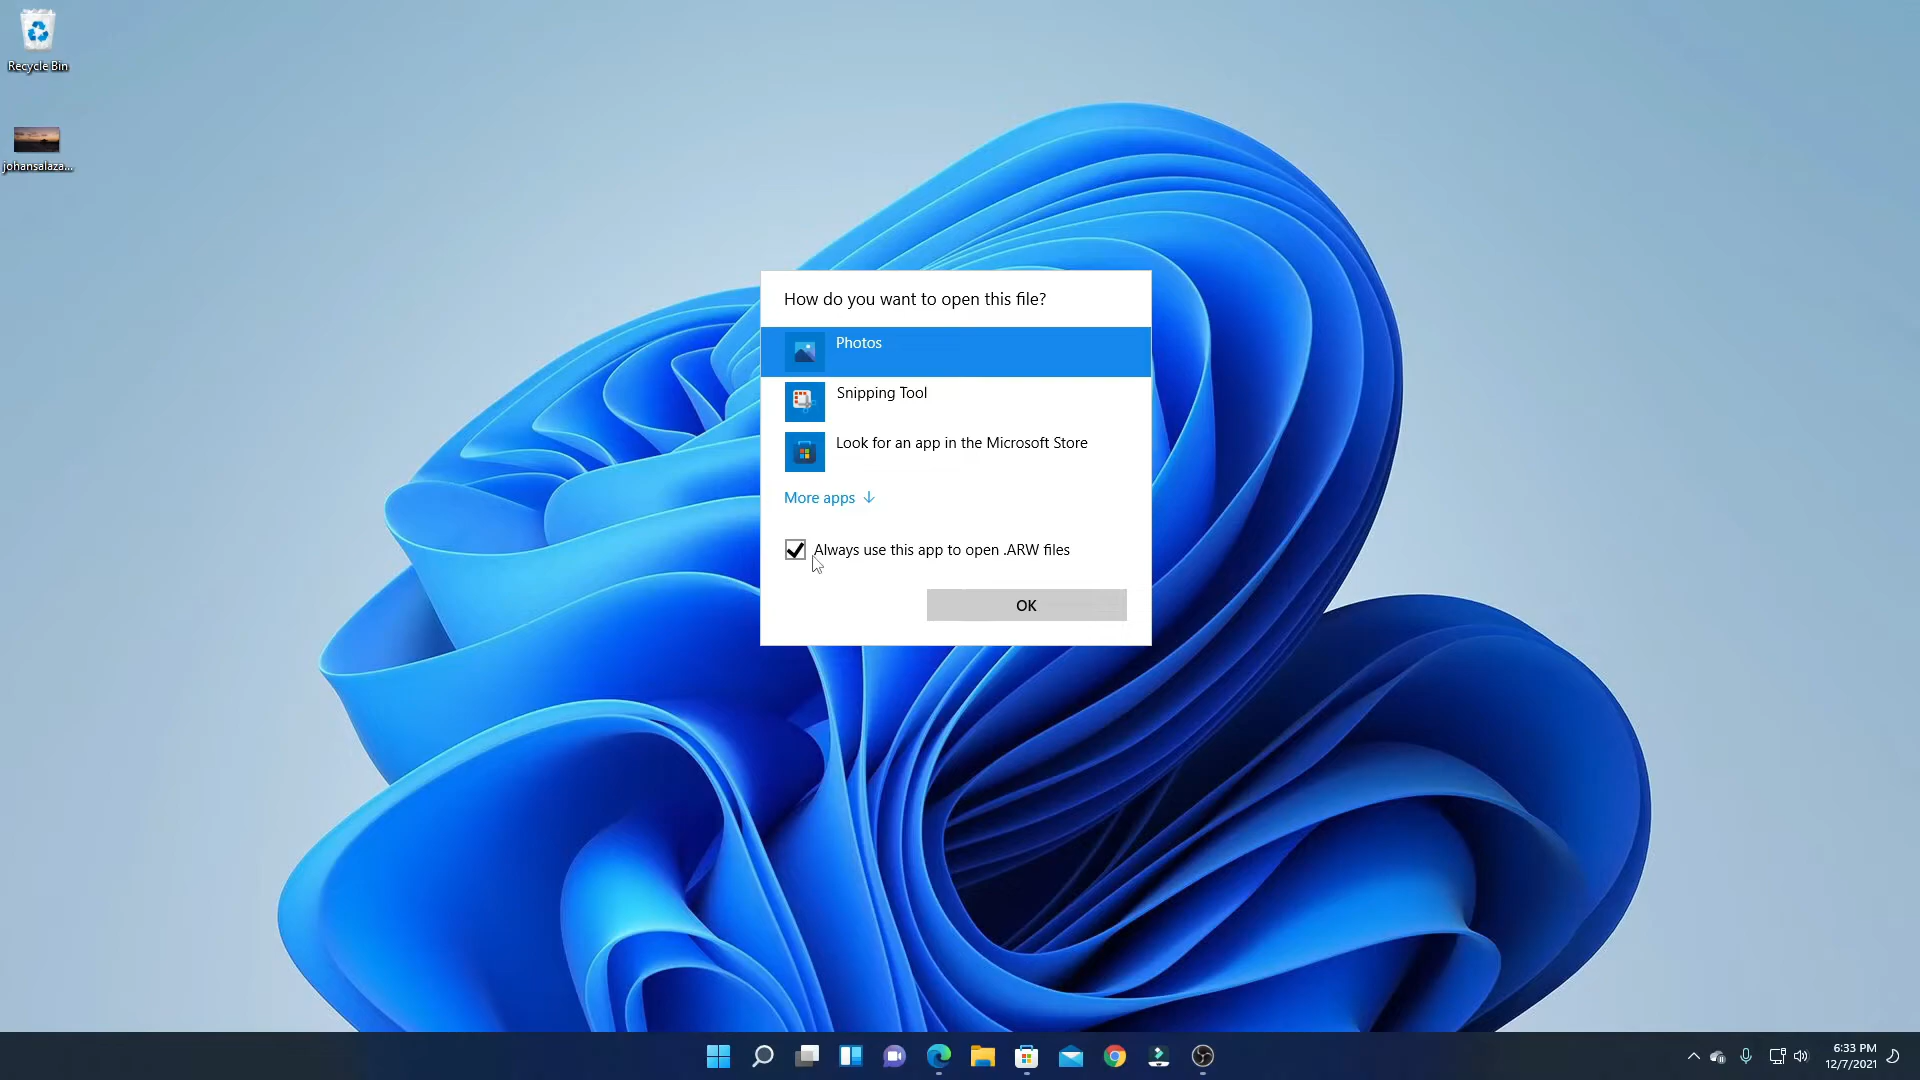 Recycle Bin
johansalaza...
How do you want to open this file?
Photos
Snipping Tool
Look for an app in the Microsoft Store
More apps
Always use this app to open .ARW files
OK
6:33 PM
12/7/2021